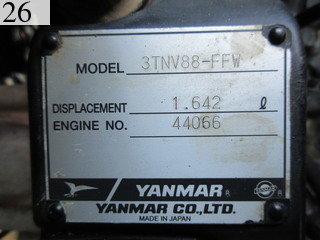 26
MODEL 3TNV88-FFW
DISPLACEMENT 1.642 ℓ
ENGINE NO. 44066
YANMAR ®
YANMAR CO.,LTD.
MADE IN JAPAN